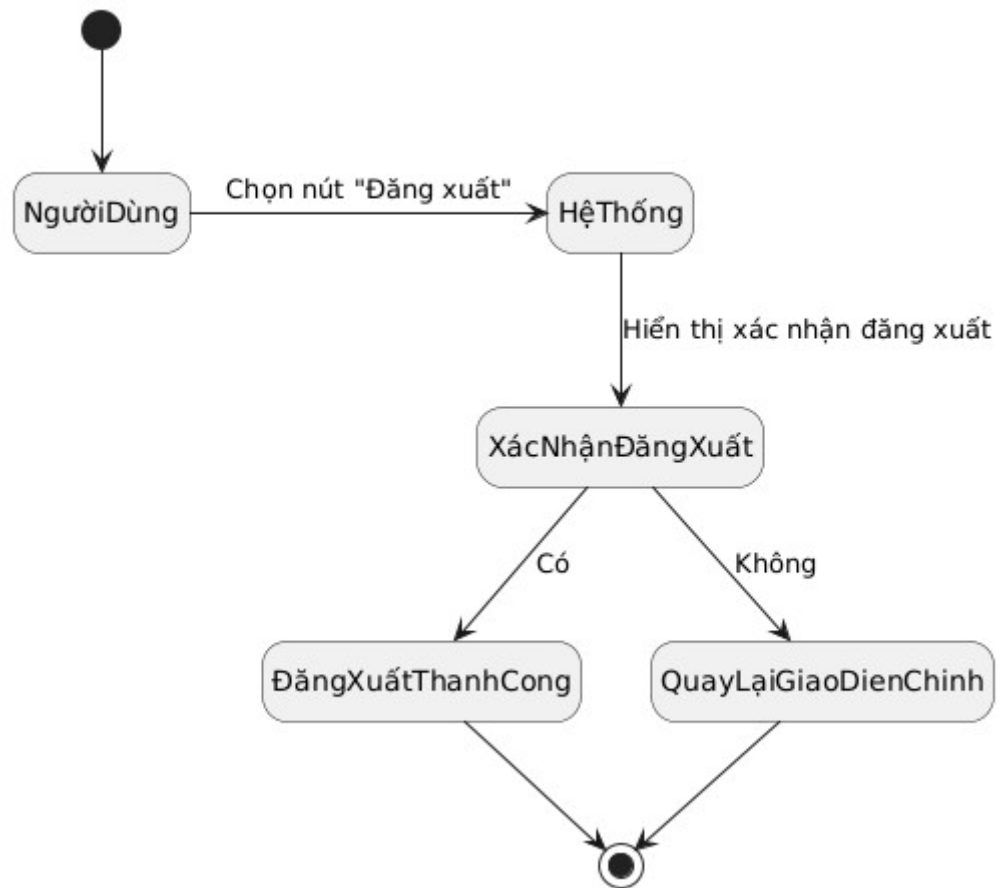 NgườiDùng
Chọn nút "Đăng xuất"
HệThống
Hiển thị xác nhận đăng xuất
XácNhậnĐăngXuất
Có
Không
ĐăngXuấtThanhCong
QuayLạiGiaoDienChinh